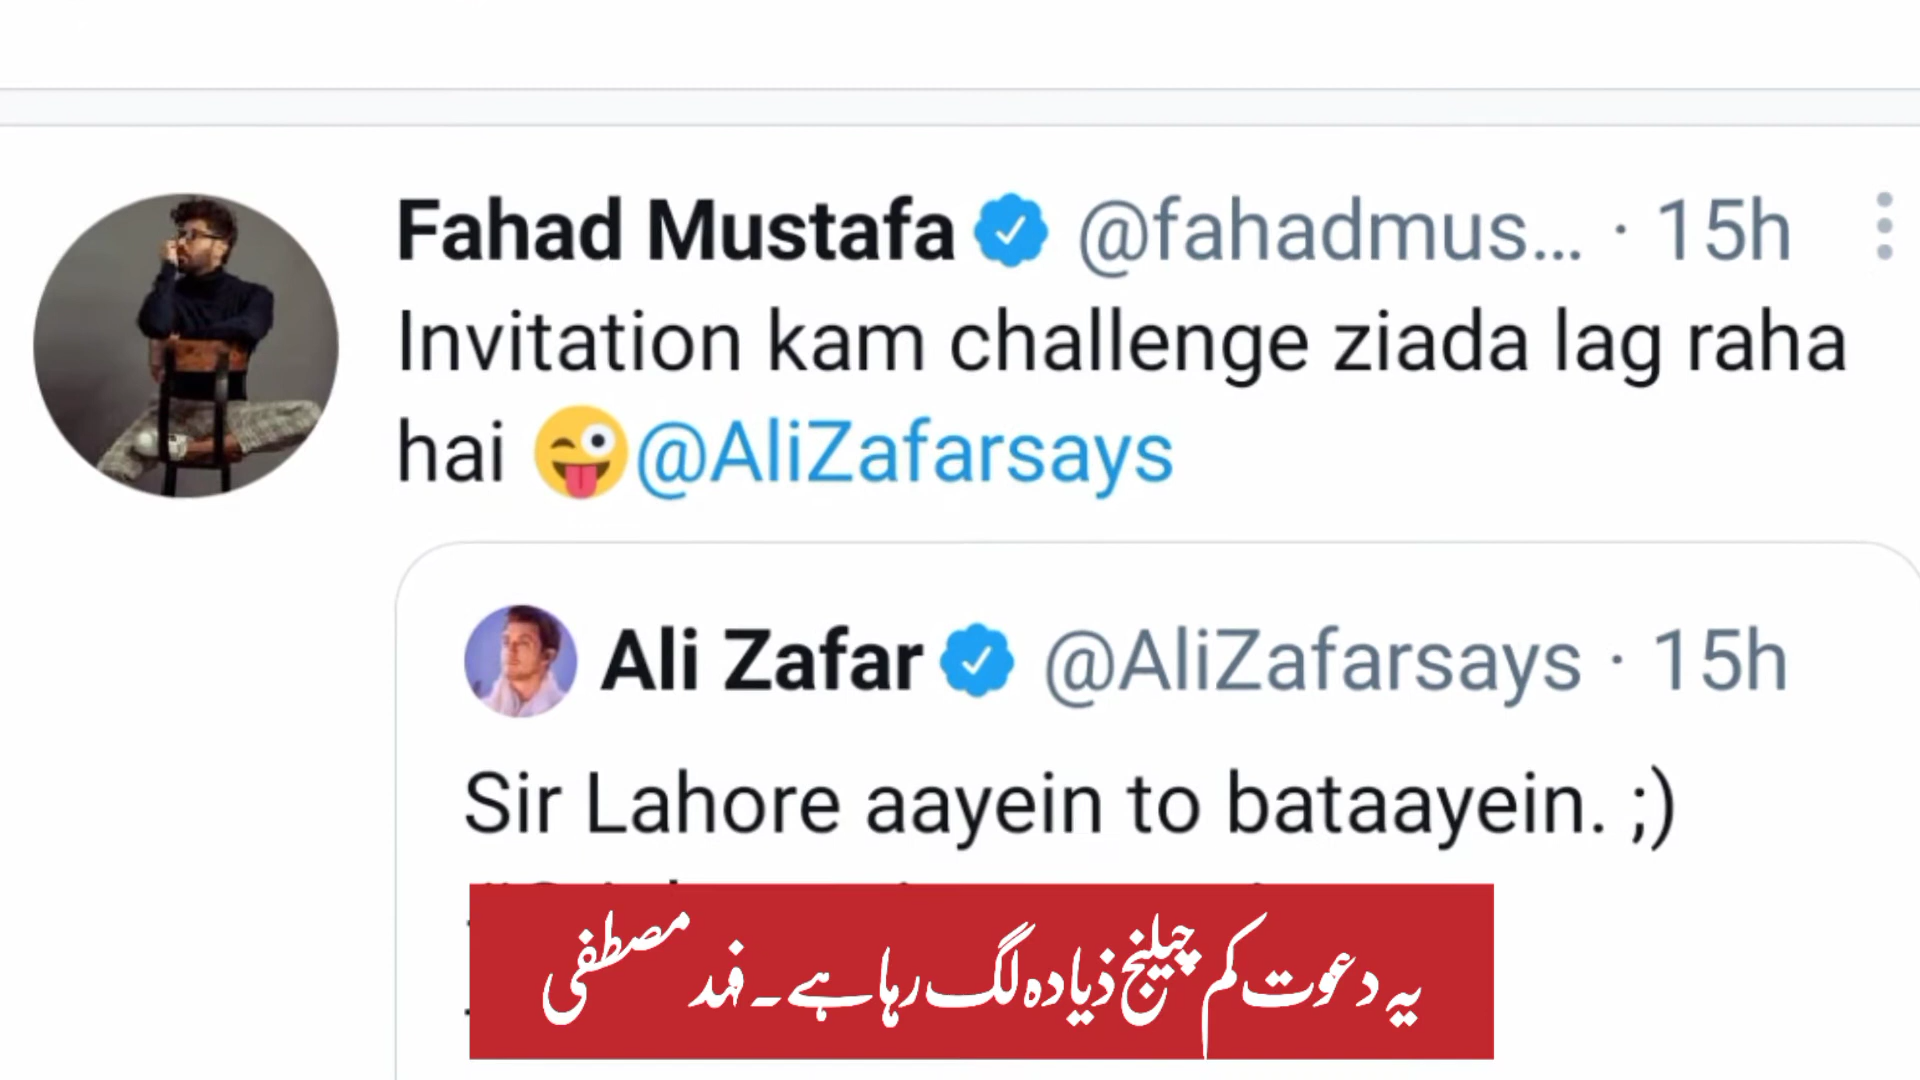 Fahad Mustafa @fahadmus... · 15h
Invitation kam challenge ziada lag raha
hai 😜@AliZafarsays
Ali Zafar @AliZafarsays · 15h
Sir Lahore aayein to bataayein. ;)
یہ دعوت کم چیلنج ذیادہ لگ رہا ہے۔ فہد مصطفی